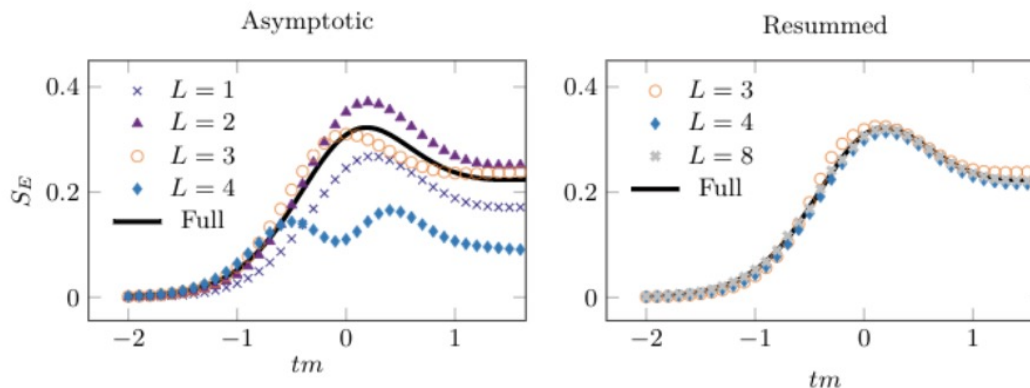 Asymptotic
S_E
0.4
0.2
0
L = 1
L = 2
L = 3
L = 4
Full
−2
−1
0
1
tm
Resummed
0.4
0.2
0
L = 3
L = 4
L = 8
Full
−2
−1
0
1
tm